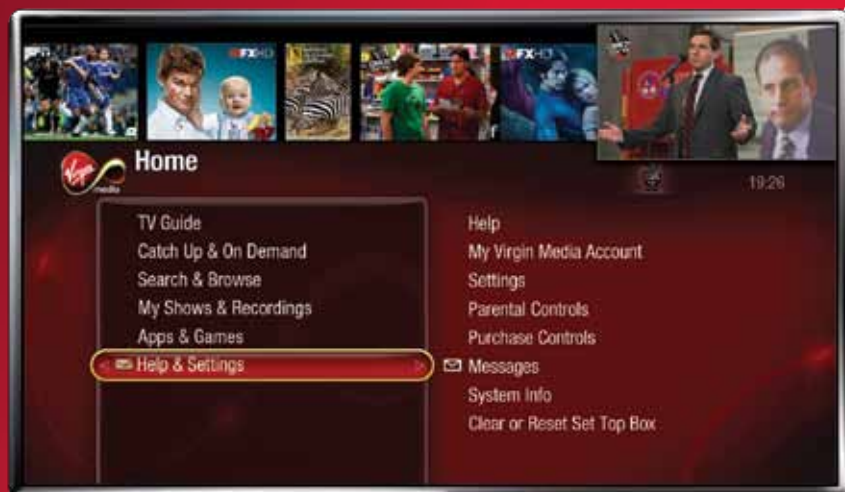 FXHD
FXHD
Home
Virgin
media
19:26
TV Guide
Catch Up & On Demand
Search & Browse
My Shows & Recordings
Apps & Games
Help & Settings
Help
My Virgin Media Account
Settings
Parental Controls
Purchase Controls
Messages
System Info
Clear or Reset Set Top Box